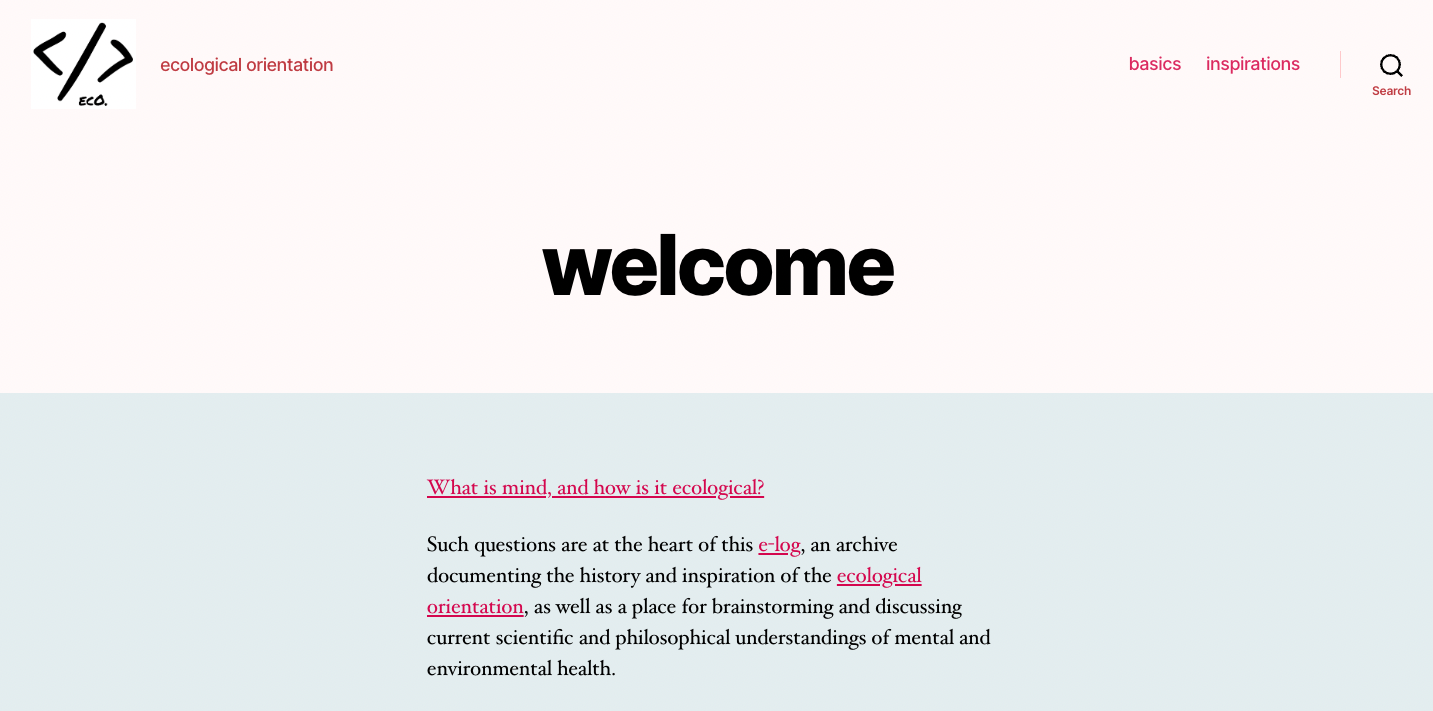 </>
ecO.
ecological orientation
basics
inspirations
Search
welcome
What is mind, and how is it ecological?
Such questions are at the heart of this e-log, an archive
documenting the history and inspiration of the ecological
orientation, as well as a place for brainstorming and discussing
current scientific and philosophical understandings of mental and
environmental health.